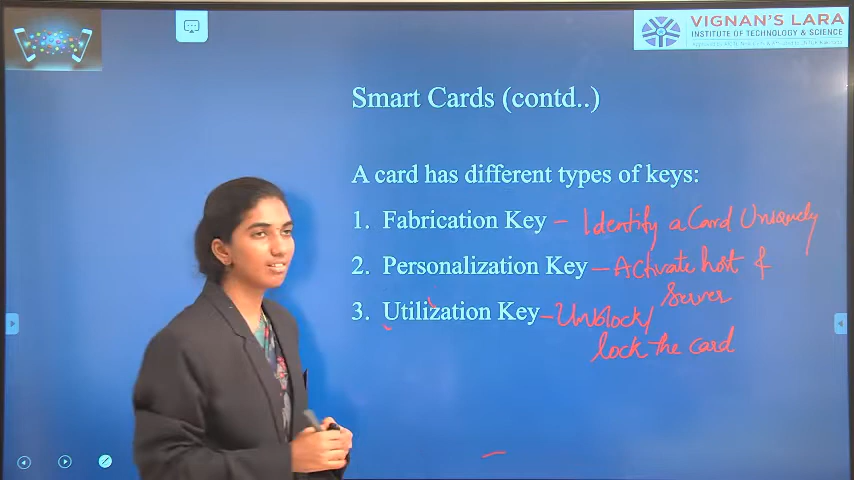 VIGNAN'S LARA
INSTITUTE OF TECHNOLOGY & SCIENCE
Smart Cards (contd..)
A card has different types of keys:
1. Fabrication Key – Identify a Card Uniquely
2. Personalization Key – Activate host &
Server
3. Utilization Key – Unblock/
lock the card